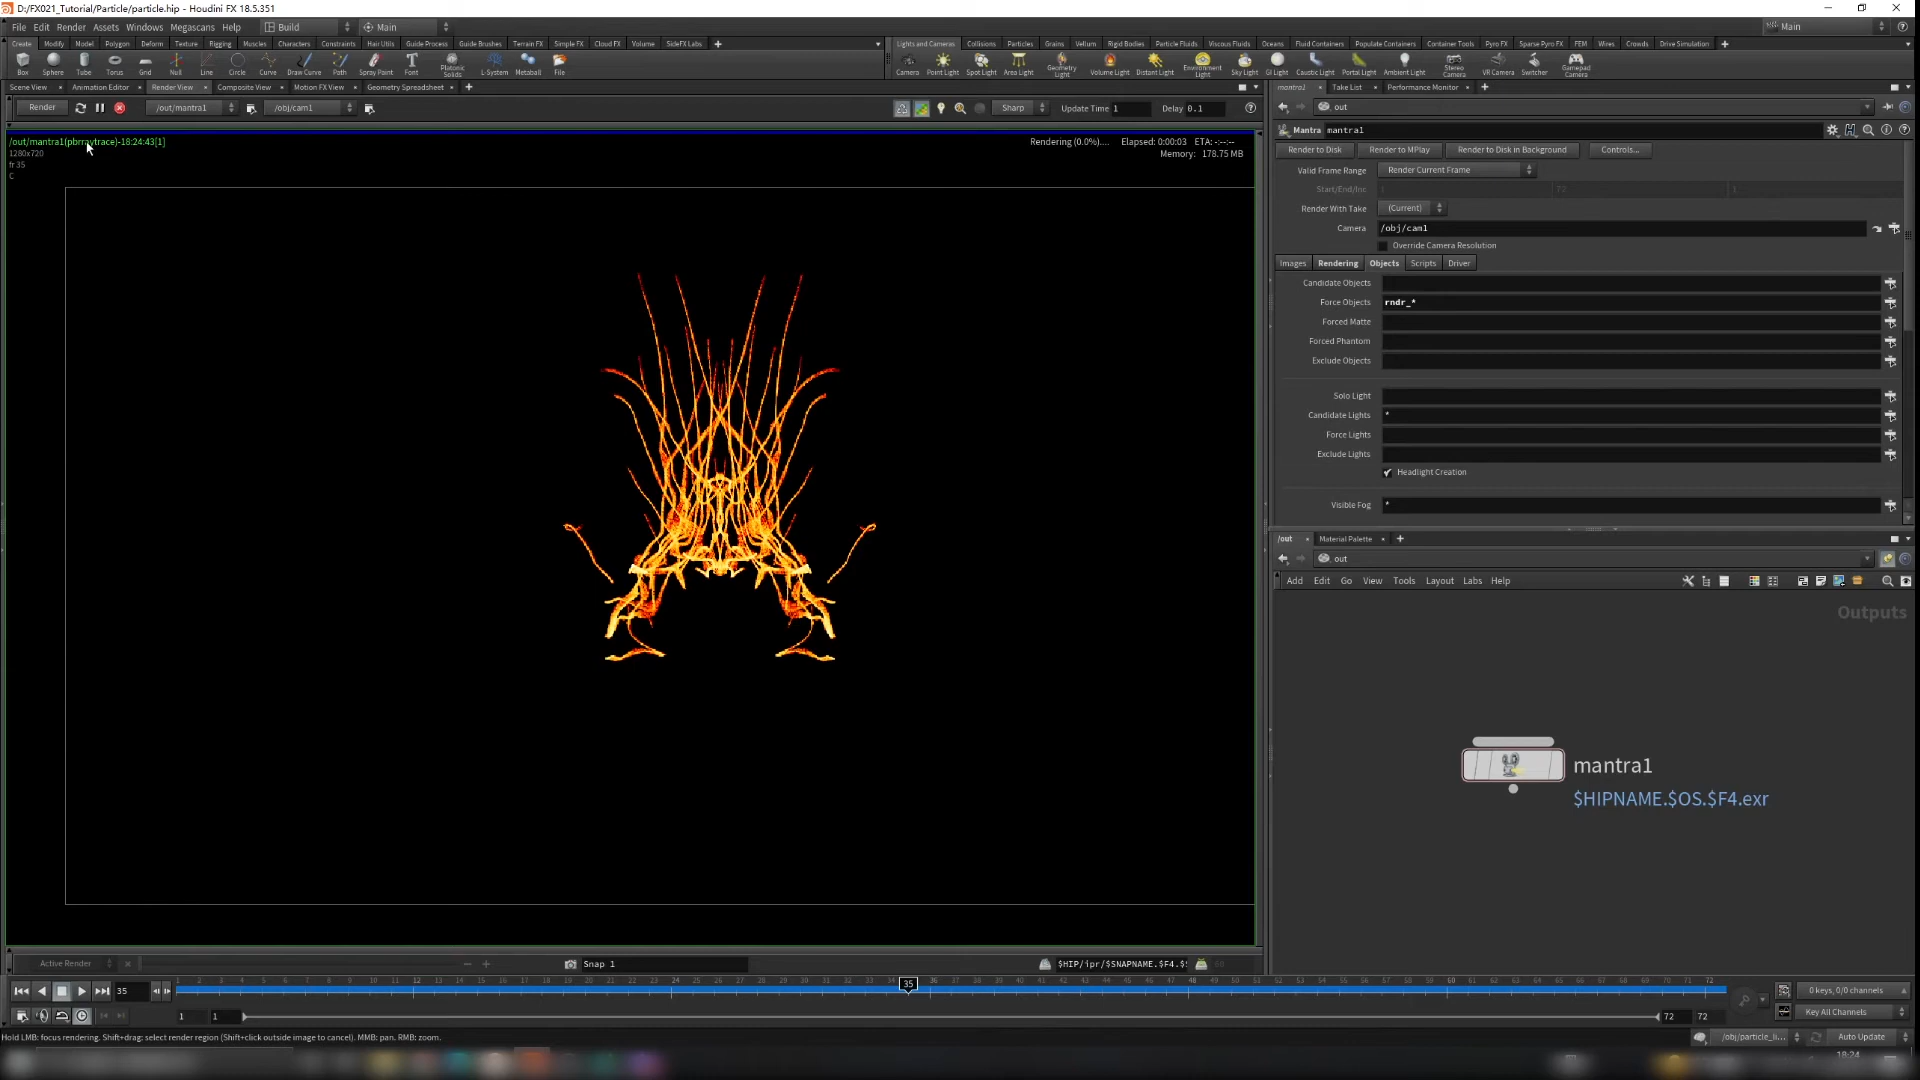 D:/FX021_Tutorial/Particle/particle.hip - Houdini FX 18.5.351
File Edit Render Assets Windows Megascans Help Build Main Main
Create Modify Model Polygon Deform Texture Rigging Muscles Characters Constraints Hair Utils Guide Process Guide Brushes Terrain FX Simple FX Cloud FX Volume SideFX Labs
Lights and Cameras Collisions Particles Grains Vellum Rigid Bodies Particle Fluids Viscous Fluids Oceans Fluid Containers Populate Containers Container Tools Pyro FX Sparse Pyro FX FEM Wires Crowds Drive Simulation
Box Sphere Tube Torus Grid Null Line Circle Curve Draw Curve Path Spray Paint Font Platonic Solids L-System Metaball File
Camera Point Light Spot Light Area Light Geometry Light Volume Light Distant Light Environment Light Sky Light GI Light Caustic Light Portal Light Ambient Light Stereo Camera VR Camera Switcher Gamepad Camera
Scene View Animation Editor Render View Composite View Motion FX View Geometry Spreadsheet
mantra1 Take List Performance Monitor
Render /out/mantra1 /obj/cam1 Sharp Update Time 1 Delay 0.1
out
/out/mantra1(pbrraytrace)-18:24:43[1]
1280x720
fr 35
C
Rendering (0.0%).... Elapsed: 0:00:03 ETA: -:--:--
Memory: 178.75 MB
Mantra mantra1
Render to Disk Render to MPlay Render to Disk in Background Controls...
Valid Frame Range Render Current Frame
Start/End/Inc 1 72 1
Render With Take (Current)
Camera /obj/cam1
Override Camera Resolution
Images Rendering Objects Scripts Driver
Candidate Objects
Force Objects rndr_*
Forced Matte
Forced Phantom
Exclude Objects
Solo Light
Candidate Lights *
Force Lights
Exclude Lights
Headlight Creation
Visible Fog *
/out Material Palette
out
Add Edit Go View Tools Layout Labs Help
Outputs
mantra1
$HIPNAME.$OS.$F4.exr
Active Render Snap 1 $HIP/ipr/$SNAPNAME.$F4.$
35 35 0 keys, 0/0 channels
1 1 72 72 Key All Channels
Hold LMB: focus rendering. Shift+drag: select render region (Shift+click outside image to cancel). MMB: pan. RMB: zoom.
/obj/particle_li... Auto Update
18:24